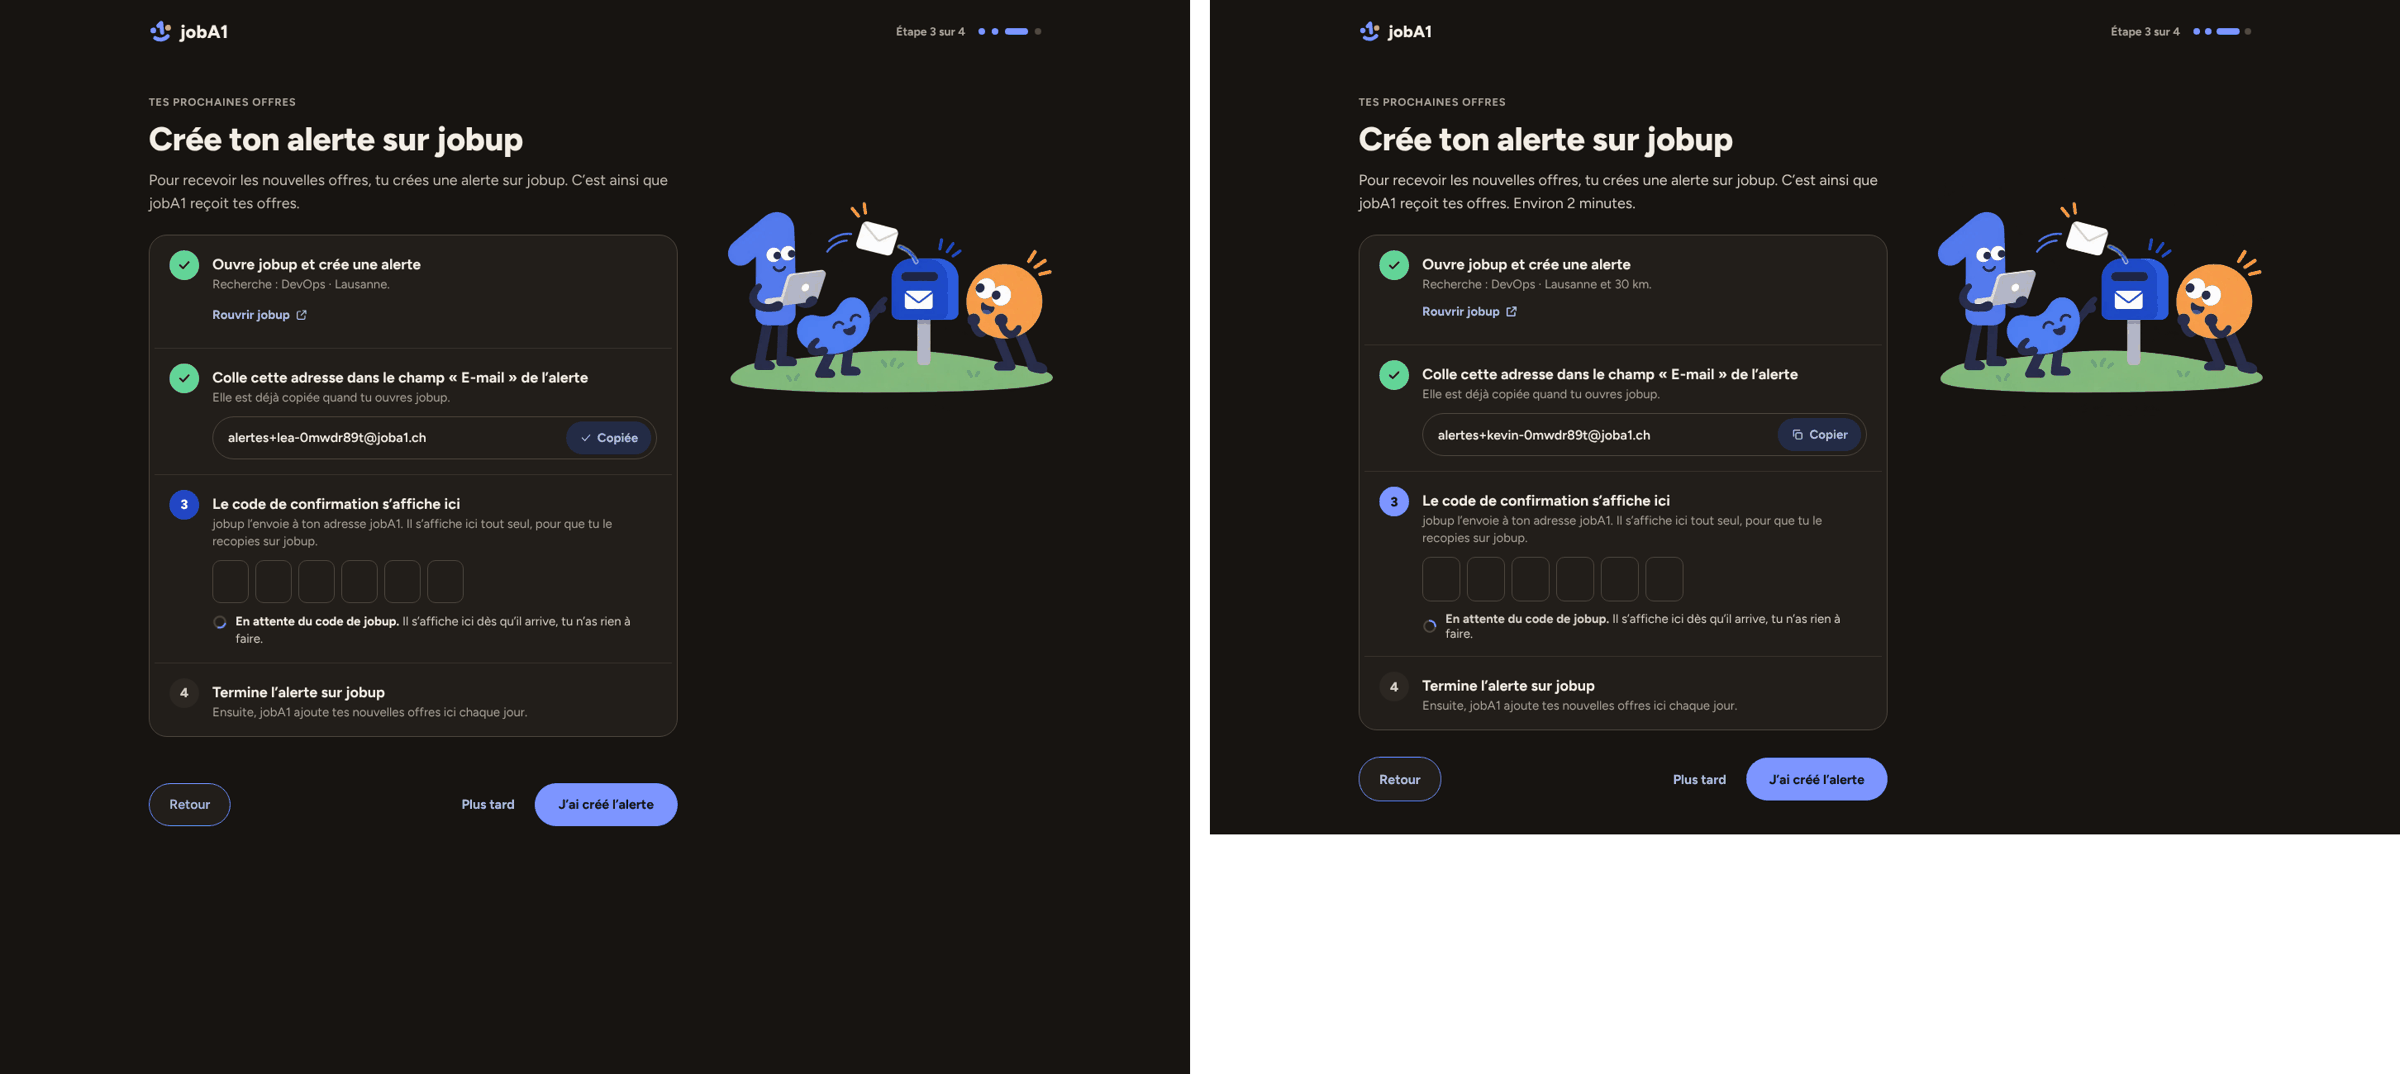 jobA1
Étape 3 sur 4
TES PROCHAINES OFFRES
Crée ton alerte sur jobup
Pour recevoir les nouvelles offres, tu crées une alerte sur jobup. C’est ainsi que
jobA1 reçoit tes offres.
Ouvre jobup et crée une alerte
Recherche : DevOps · Lausanne.
Rouvrir jobup
Colle cette adresse dans le champ « E-mail » de l’alerte
Elle est déjà copiée quand tu ouvres jobup.
alertes+lea-0mwdr89t@joba1.ch
Copiée
3
Le code de confirmation s’affiche ici
jobup l’envoie à ton adresse jobA1. Il s’affiche ici tout seul, pour que tu le
recopies sur jobup.
En attente du code de jobup. Il s’affiche ici dès qu’il arrive, tu n’as rien à
faire.
4
Termine l’alerte sur jobup
Ensuite, jobA1 ajoute tes nouvelles offres ici chaque jour.
Retour
Plus tard
J’ai créé l’alerte
jobA1
Étape 3 sur 4
TES PROCHAINES OFFRES
Crée ton alerte sur jobup
Pour recevoir les nouvelles offres, tu crées une alerte sur jobup. C’est ainsi que
jobA1 reçoit tes offres. Environ 2 minutes.
Ouvre jobup et crée une alerte
Recherche : DevOps · Lausanne et 30 km.
Rouvrir jobup
Colle cette adresse dans le champ « E-mail » de l’alerte
Elle est déjà copiée quand tu ouvres jobup.
alertes+kevin-0mwdr89t@joba1.ch
Copier
3
Le code de confirmation s’affiche ici
jobup l’envoie à ton adresse jobA1. Il s’affiche ici tout seul, pour que tu le
recopies sur jobup.
En attente du code de jobup. Il s’affiche ici dès qu’il arrive, tu n’as rien à
faire.
4
Termine l’alerte sur jobup
Ensuite, jobA1 ajoute tes nouvelles offres ici chaque jour.
Retour
Plus tard
J’ai créé l’alerte